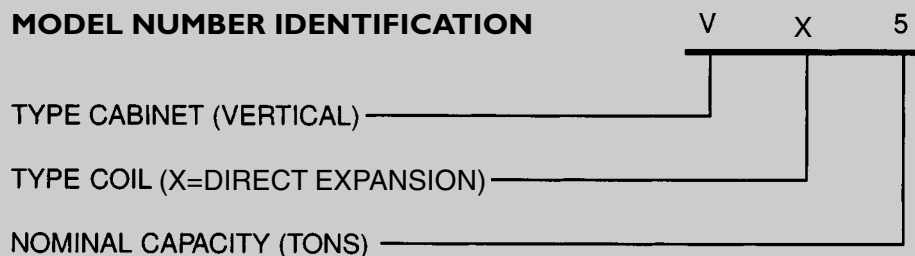 MODEL NUMBER IDENTIFICATION V X 5
TYPE CABINET (VERTICAL)
TYPE COIL (X=DIRECT EXPANSION)
NOMINAL CAPACITY (TONS)